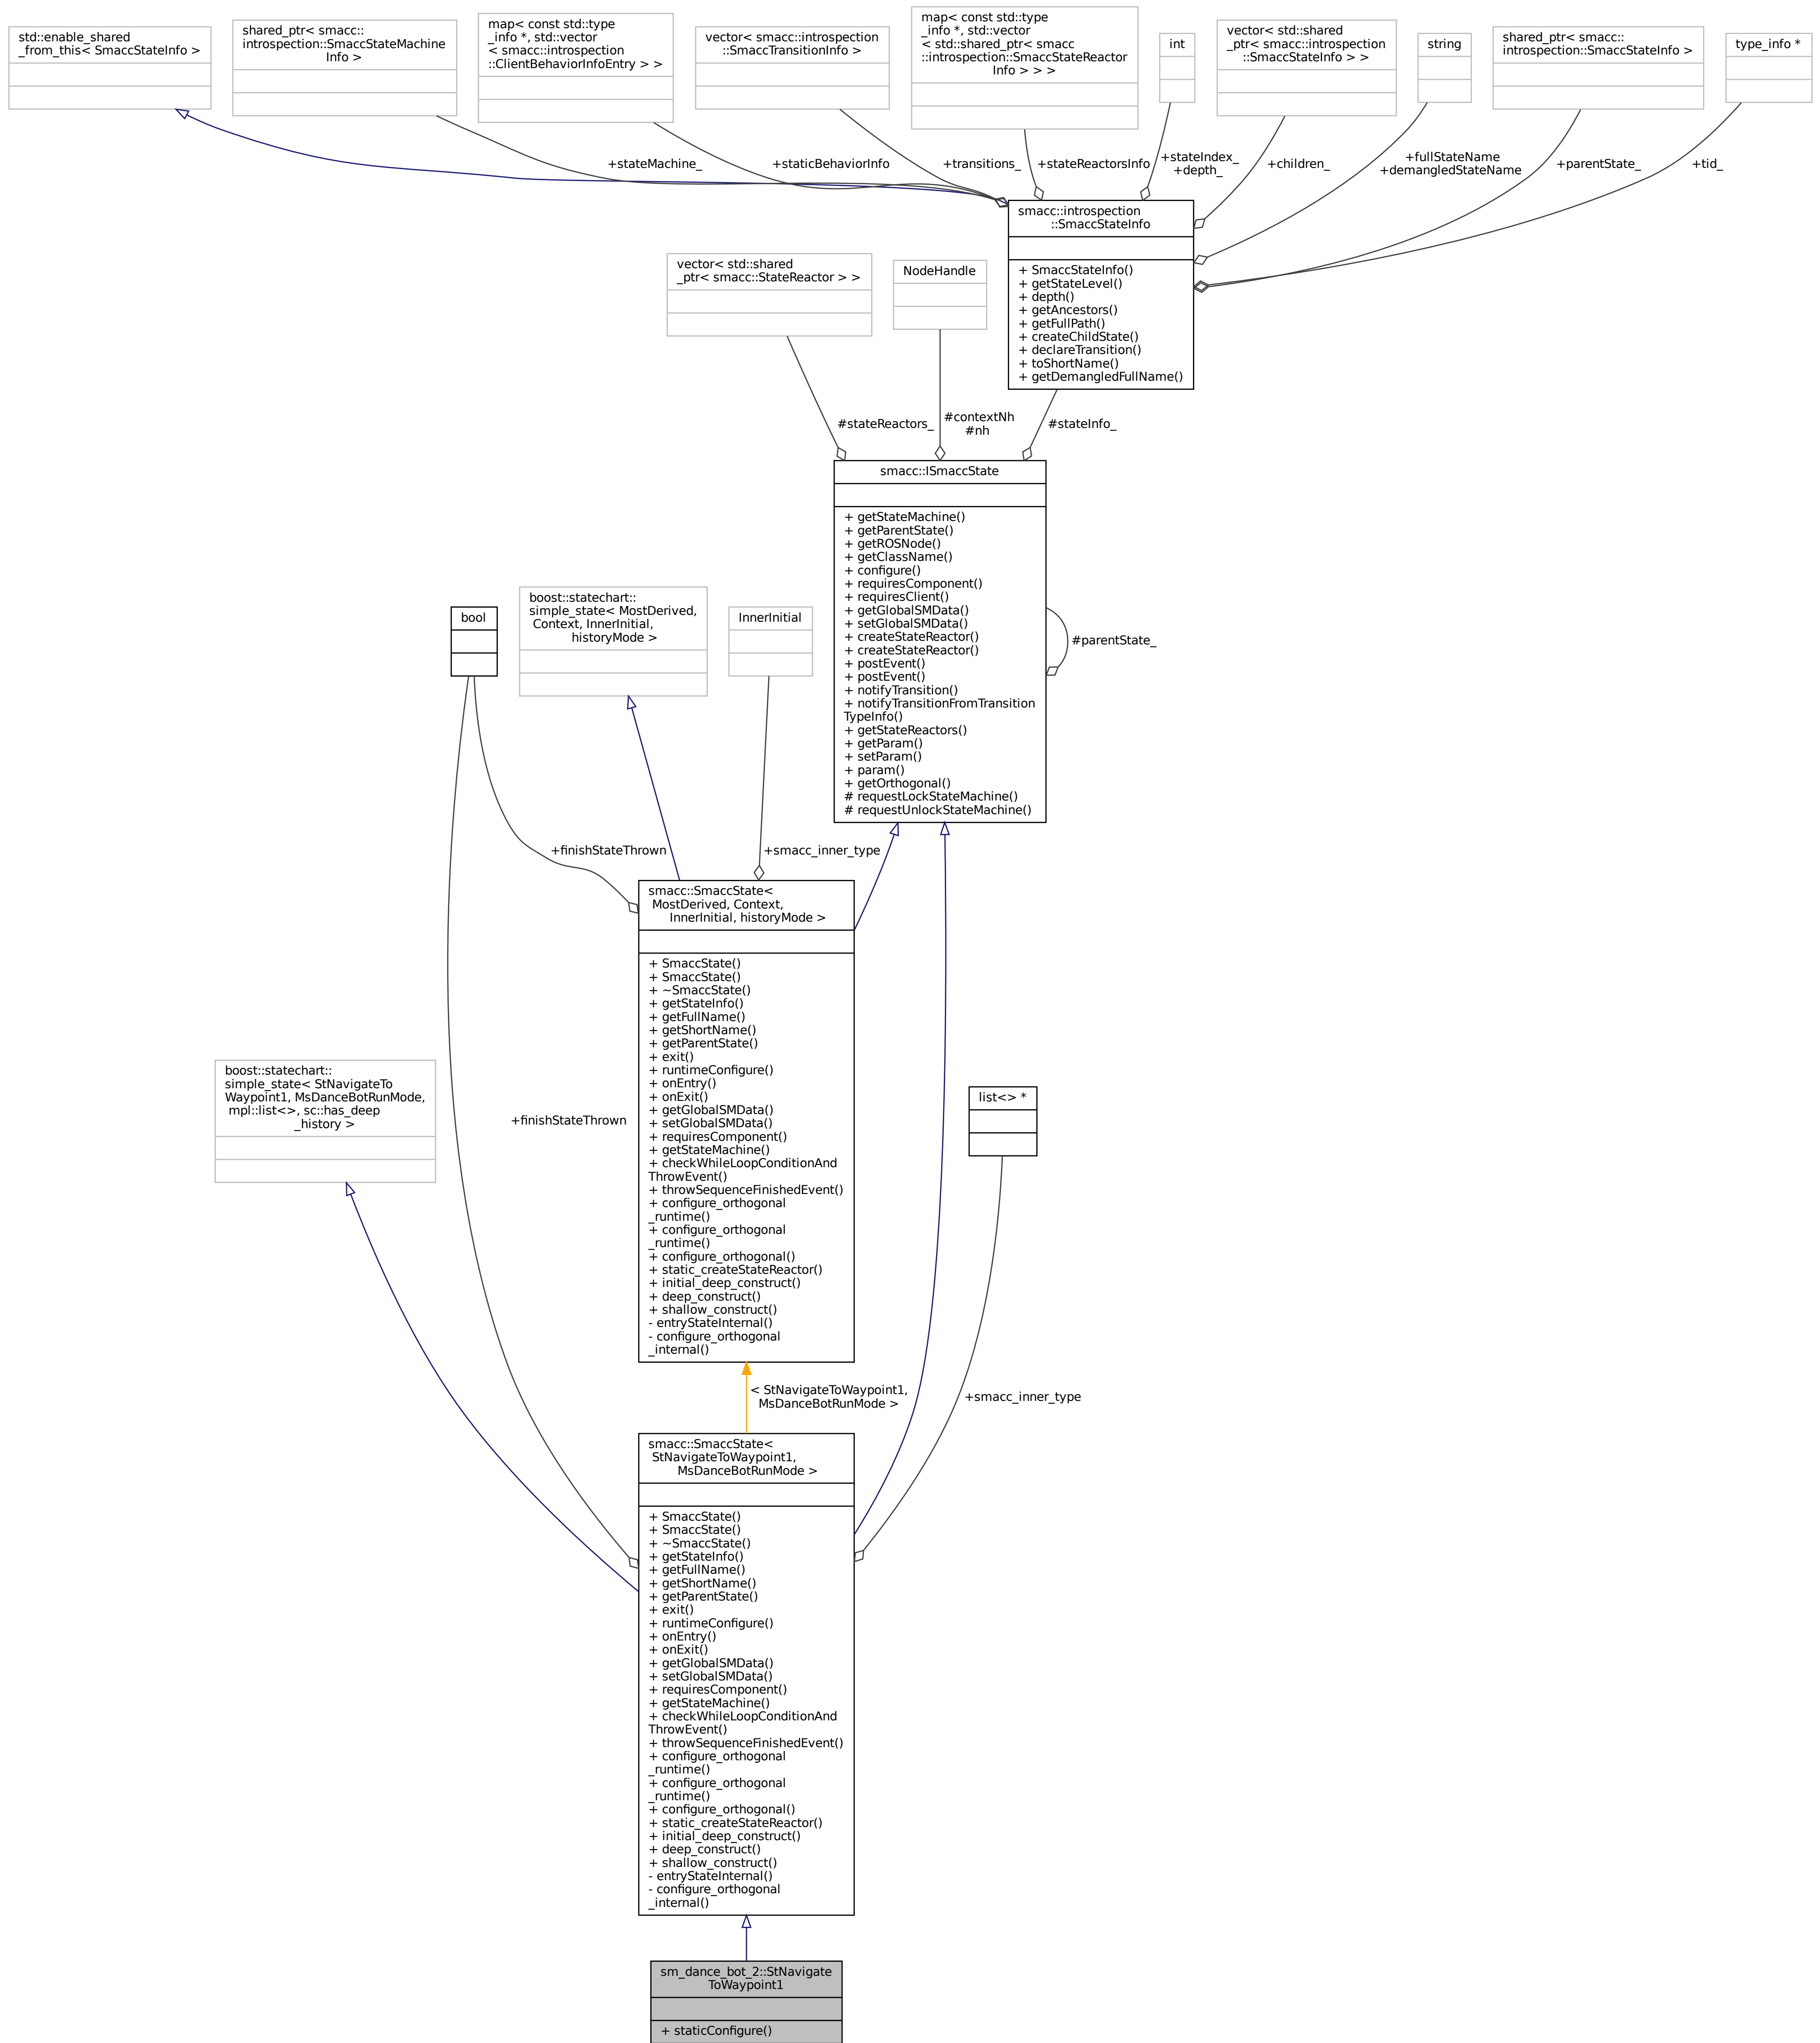 std::enable_shared
_from_this< SmaccStateInfo >
shared_ptr< smacc::
introspection::SmaccStateMachine
Info >
map< const std::type
_info *, std::vector
< smacc::introspection
::ClientBehaviorInfoEntry > >
vector< smacc::introspection
::SmaccTransitionInfo >
map< const std::type
_info *, std::vector
< std::shared_ptr< smacc
::introspection::SmaccStateReactor
Info > > >
int
vector< std::shared
_ptr< smacc::introspection
::SmaccStateInfo > >
string
shared_ptr< smacc::
introspection::SmaccStateInfo >
type_info *
+stateMachine_
+staticBehaviorInfo
+transitions_
+stateReactorsInfo
+stateIndex_
+depth_
+children_
+fullStateName
+demangledStateName
+parentState_
+tid_
smacc::introspection
::SmaccStateInfo
+ SmaccStateInfo()
+ getStateLevel()
+ depth()
+ getAncestors()
+ getFullPath()
+ createChildState()
+ declareTransition()
+ toShortName()
+ getDemangledFullName()
vector< std::shared
_ptr< smacc::StateReactor > >
NodeHandle
#stateReactors_
#contextNh
#nh
#stateInfo_
smacc::ISmaccState
+ getStateMachine()
+ getParentState()
+ getROSNode()
+ getClassName()
+ configure()
+ requiresComponent()
+ requiresClient()
+ getGlobalSMData()
+ setGlobalSMData()
+ createStateReactor()
+ createStateReactor()
+ postEvent()
+ postEvent()
+ notifyTransition()
+ notifyTransitionFromTransition
TypeInfo()
+ getStateReactors()
+ getParam()
+ setParam()
+ param()
+ getOrthogonal()
# requestLockStateMachine()
# requestUnlockStateMachine()
#parentState_
bool
boost::statechart::
simple_state< MostDerived,
Context, InnerInitial,
historyMode >
InnerInitial
+finishStateThrown
+smacc_inner_type
smacc::SmaccState<
MostDerived, Context,
InnerInitial, historyMode >
+ SmaccState()
+ SmaccState()
+ ~SmaccState()
+ getStateInfo()
+ getFullName()
+ getShortName()
+ getParentState()
+ exit()
+ runtimeConfigure()
+ onEntry()
+ onExit()
+ getGlobalSMData()
+ setGlobalSMData()
+ requiresComponent()
+ getStateMachine()
+ checkWhileLoopConditionAnd
ThrowEvent()
+ throwSequenceFinishedEvent()
+ configure_orthogonal
_runtime()
+ configure_orthogonal
_runtime()
+ configure_orthogonal()
+ static_createStateReactor()
+ initial_deep_construct()
+ deep_construct()
+ shallow_construct()
- entryStateInternal()
- configure_orthogonal
_internal()
boost::statechart::
simple_state< StNavigateTo
Waypoint1, MsDanceBotRunMode,
mpl::list<>, sc::has_deep
_history >
+finishStateThrown
list<> *
< StNavigateToWaypoint1,
MsDanceBotRunMode >
+smacc_inner_type
smacc::SmaccState<
StNavigateToWaypoint1,
MsDanceBotRunMode >
+ SmaccState()
+ SmaccState()
+ ~SmaccState()
+ getStateInfo()
+ getFullName()
+ getShortName()
+ getParentState()
+ exit()
+ runtimeConfigure()
+ onEntry()
+ onExit()
+ getGlobalSMData()
+ setGlobalSMData()
+ requiresComponent()
+ getStateMachine()
+ checkWhileLoopConditionAnd
ThrowEvent()
+ throwSequenceFinishedEvent()
+ configure_orthogonal
_runtime()
+ configure_orthogonal
_runtime()
+ configure_orthogonal()
+ static_createStateReactor()
+ initial_deep_construct()
+ deep_construct()
+ shallow_construct()
- entryStateInternal()
- configure_orthogonal
_internal()
sm_dance_bot_2::StNavigate
ToWaypoint1
+ staticConfigure()